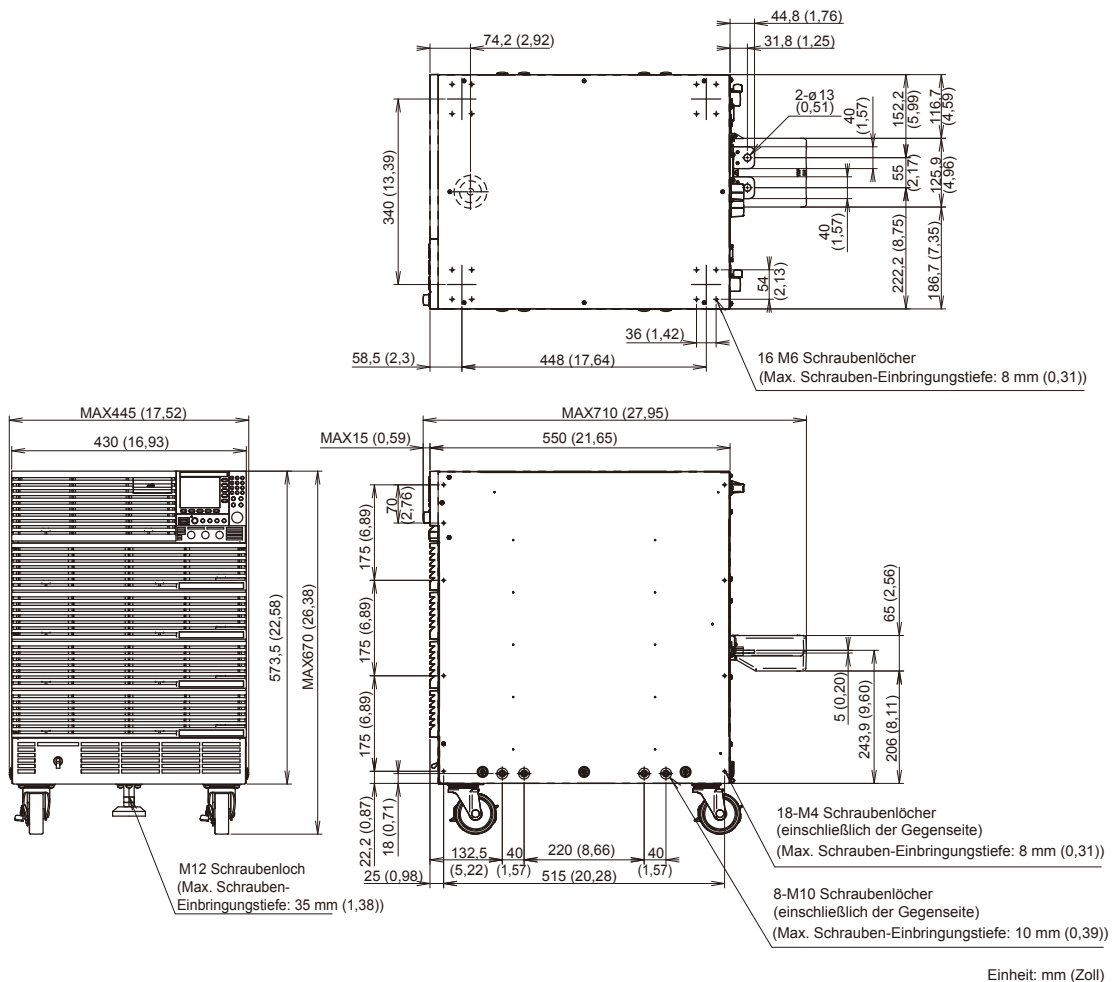 44,8 (1,76)
74,2 (2,92)
31,8 (1,25)
2-ø 13
(0,51)
40
(1,57)
152,2
(5,99)
116,7
(4,59)
340 (13,39)
55
(2,17)
125,9
(4,96)
40
(1,57)
54
(2,13)
222,2 (8,75)
186,7 (7,35)
36 (1,42)
58,5 (2,3)
448 (17,64)
16 M6 Schraubenlöcher
(Max. Schrauben-Einbringungstiefe: 8 mm (0,31))
MAX445 (17,52)
430 (16,93)
MAX710 (27,95)
MAX15 (0,59)
550 (21,65)
70
(2,76)
175 (6,89)
175 (6,89)
175 (6,89)
573,5 (22,58)
MAX670 (26,38)
65 (2,56)
5 (0,20)
243,9 (9,60)
206 (8,11)
22,2 (0,87)
18 (0,71)
132,5
(5,22)
40
(1,57)
220 (8,66)
40
(1,57)
25 (0,98)
515 (20,28)
M12 Schraubenloch
(Max. Schrauben-
Einbringungstiefe: 35 mm (1,38))
18-M4 Schraubenlöcher
(einschließlich der Gegenseite)
(Max. Schrauben-Einbringungstiefe: 8 mm (0,31))
8-M10 Schraubenlöcher
(einschließlich der Gegenseite)
(Max. Schrauben-Einbringungstiefe: 10 mm (0,39))
Einheit: mm (Zoll)